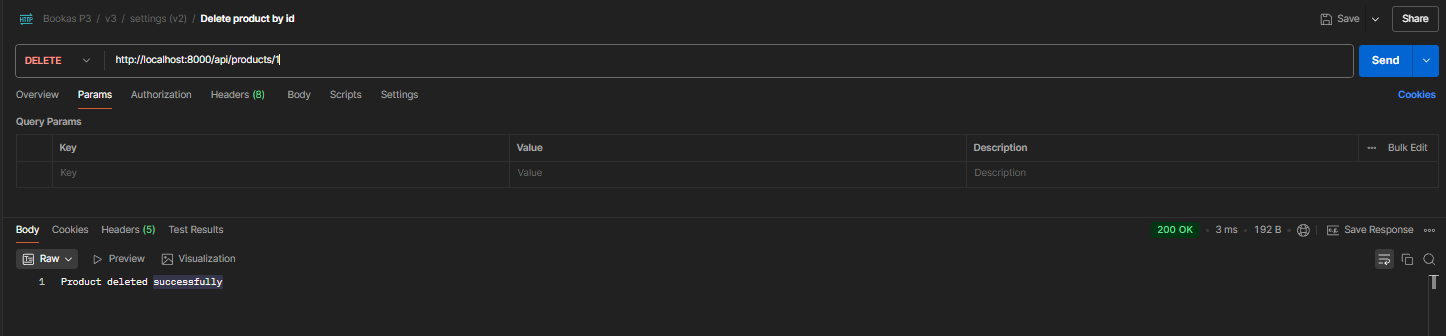 HTTP Bookas P3 / v3 / settings (v2) / Delete product by id Save Share
DELETE http://localhost:8000/api/products/1 Send
Overview Params Authorization Headers (8) Body Scripts Settings Cookies
Query Params
Key Value Description ··· Bulk Edit
Key Value Description
Body Cookies Headers (5) Test Results 200 OK • 3 ms • 192 B Save Response
Raw Preview Visualization
1 Product deleted successfully